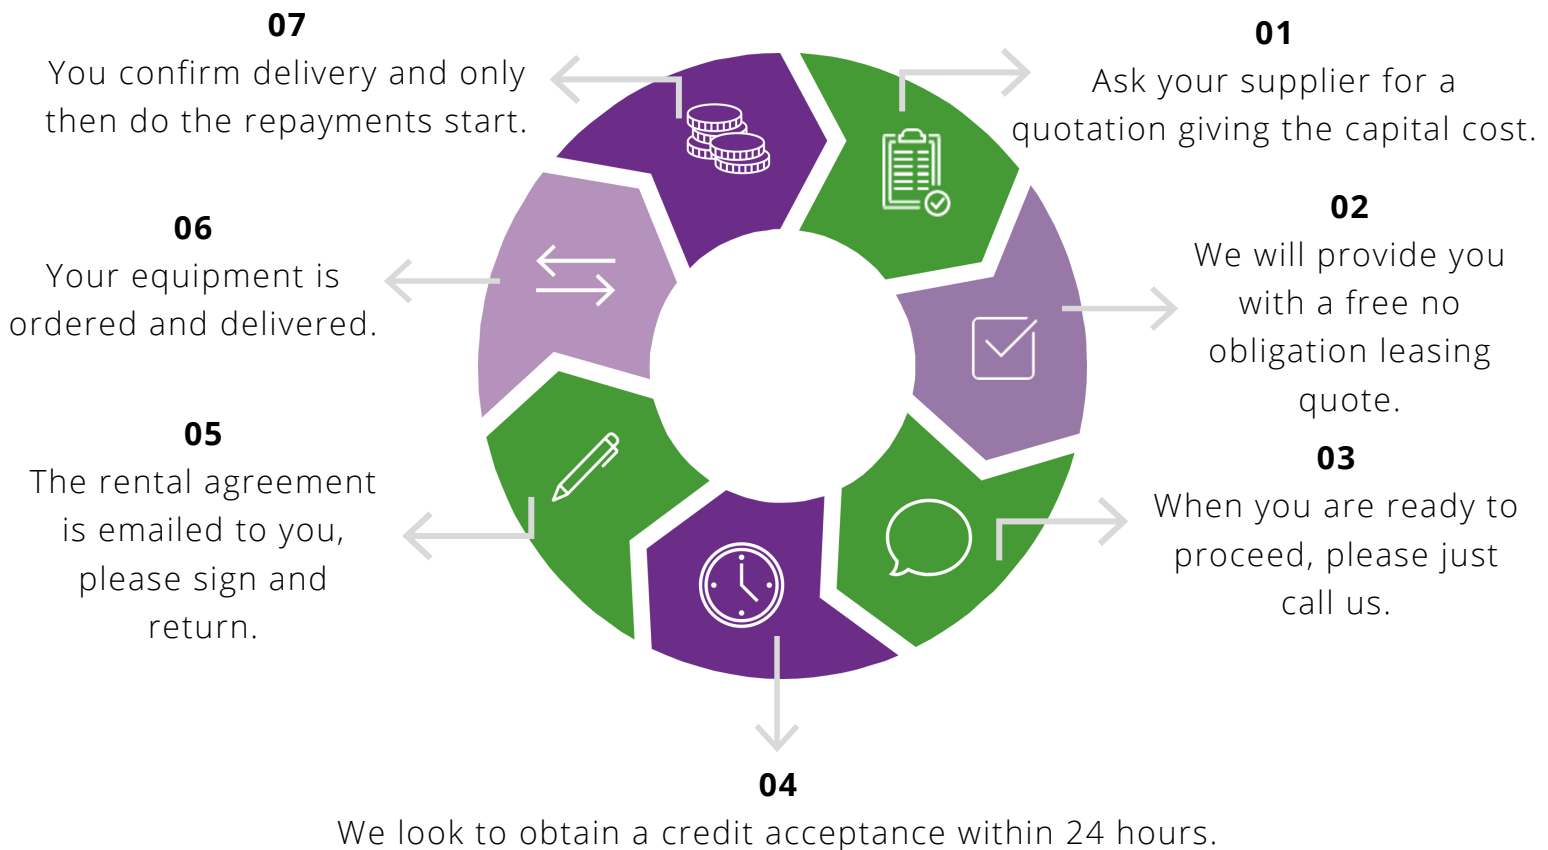 01
Ask your supplier for a
quotation giving the capital cost.
02
We will provide you
with a free no
obligation leasing
quote.
03
When you are ready to
proceed, please just
call us.
04
We look to obtain a credit acceptance within 24 hours.
05
The rental agreement
is emailed to you,
please sign and
return.
06
Your equipment is
ordered and delivered.
07
You confirm delivery and only
then do the repayments start.